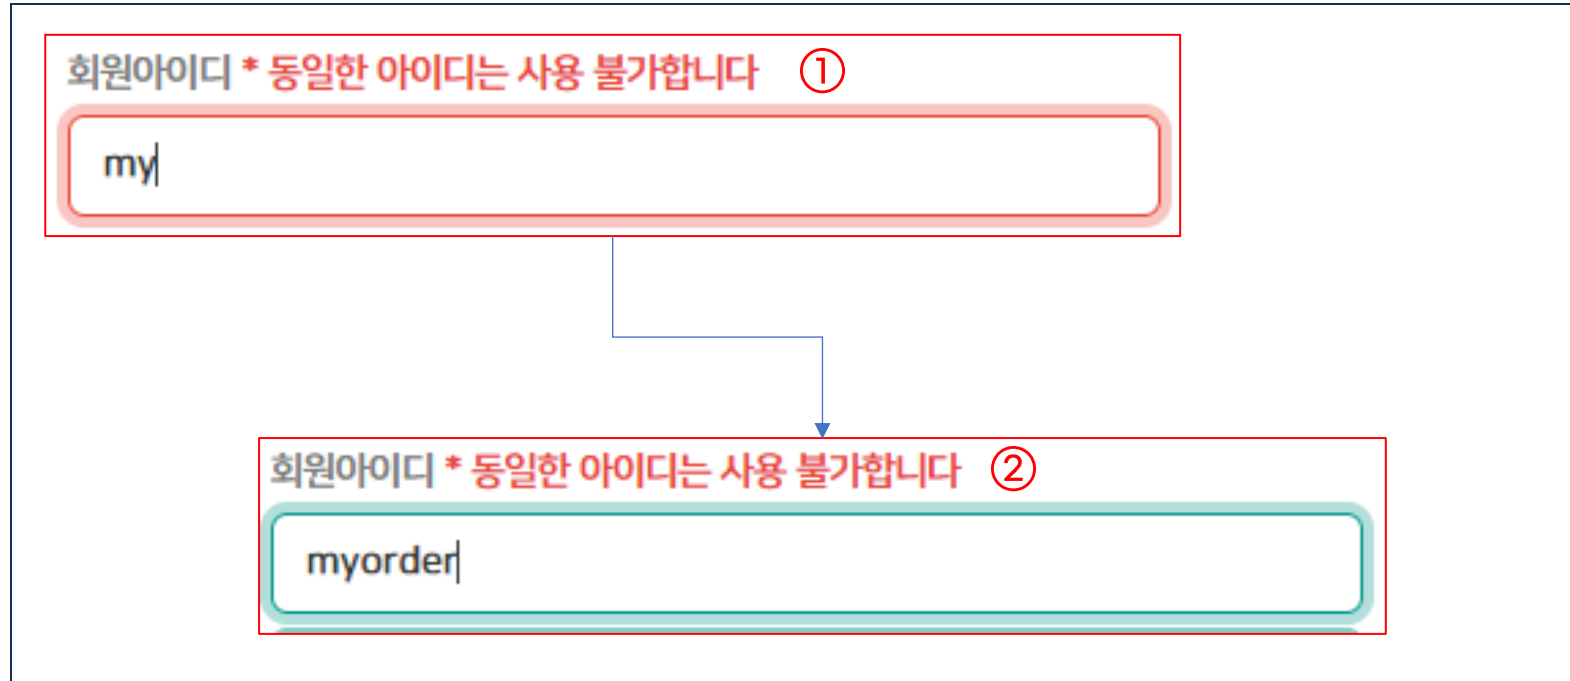 회원아이디 * 동일한 아이디는 사용 불가합니다 ①
my
회원아이디 * 동일한 아이디는 사용 불가합니다 ②
myorder